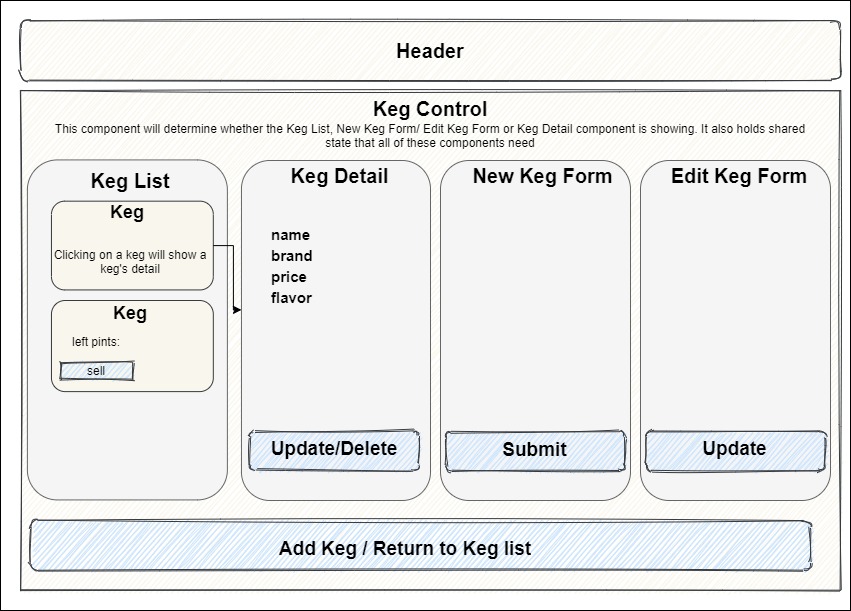 Header
Keg Control
This component will determine whether the Keg List, New Keg Form/ Edit Keg Form or Keg Detail component is showing. It also holds shared
state that all of these components need
Keg List
Keg
Clicking on a keg will show a
keg's detail
Keg
left pints:
sell
Keg Detail
name
brand
price
flavor
Update/Delete
New Keg Form
Submit
Edit Keg Form
Update
Add Keg / Return to Keg list